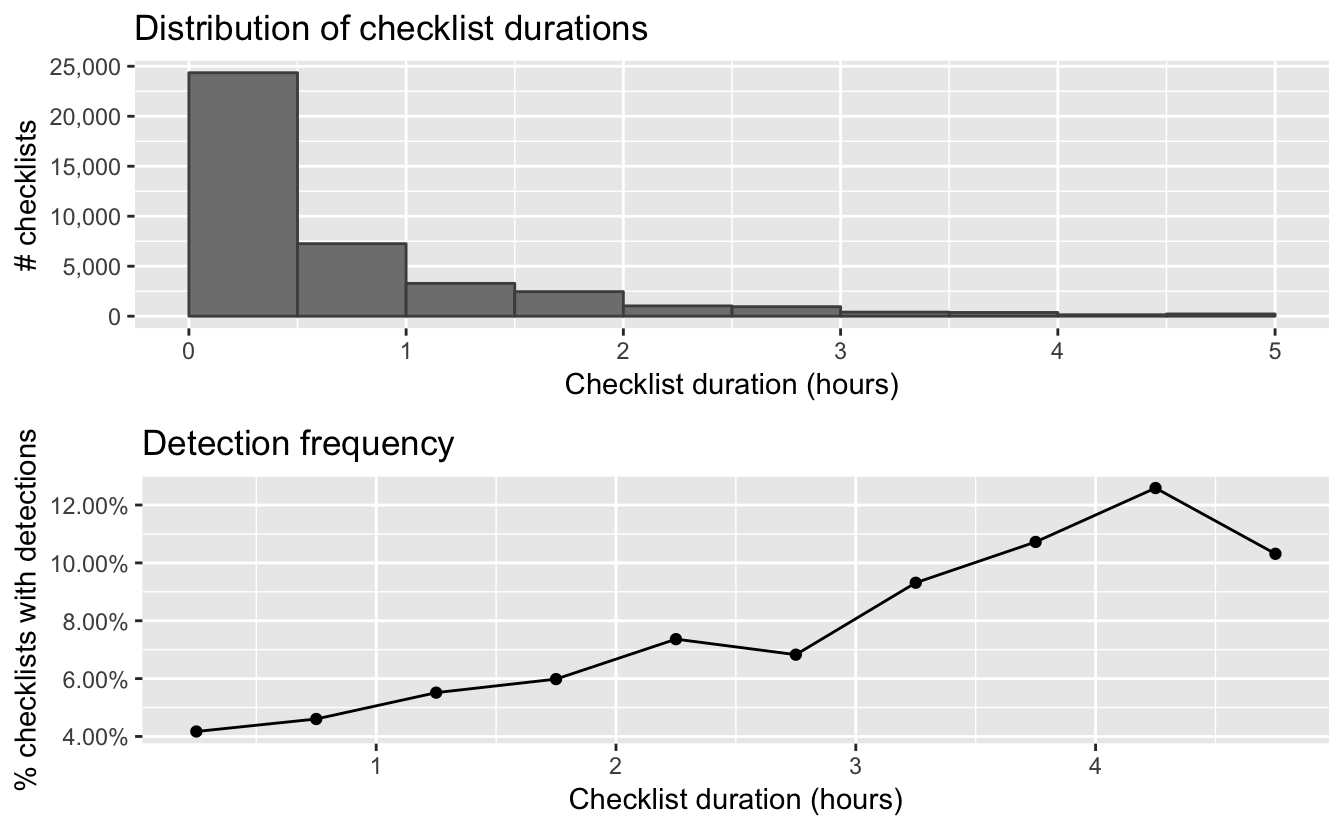 Distribution of checklist durations
# checklists
25,000
20,000
15,000
10,000
5,000
0
0 1 2 3 4 5
Checklist duration (hours)
Detection frequency
% checklists with detections
12.00%
10.00%
8.00%
6.00%
4.00%
1 2 3 4
Checklist duration (hours)